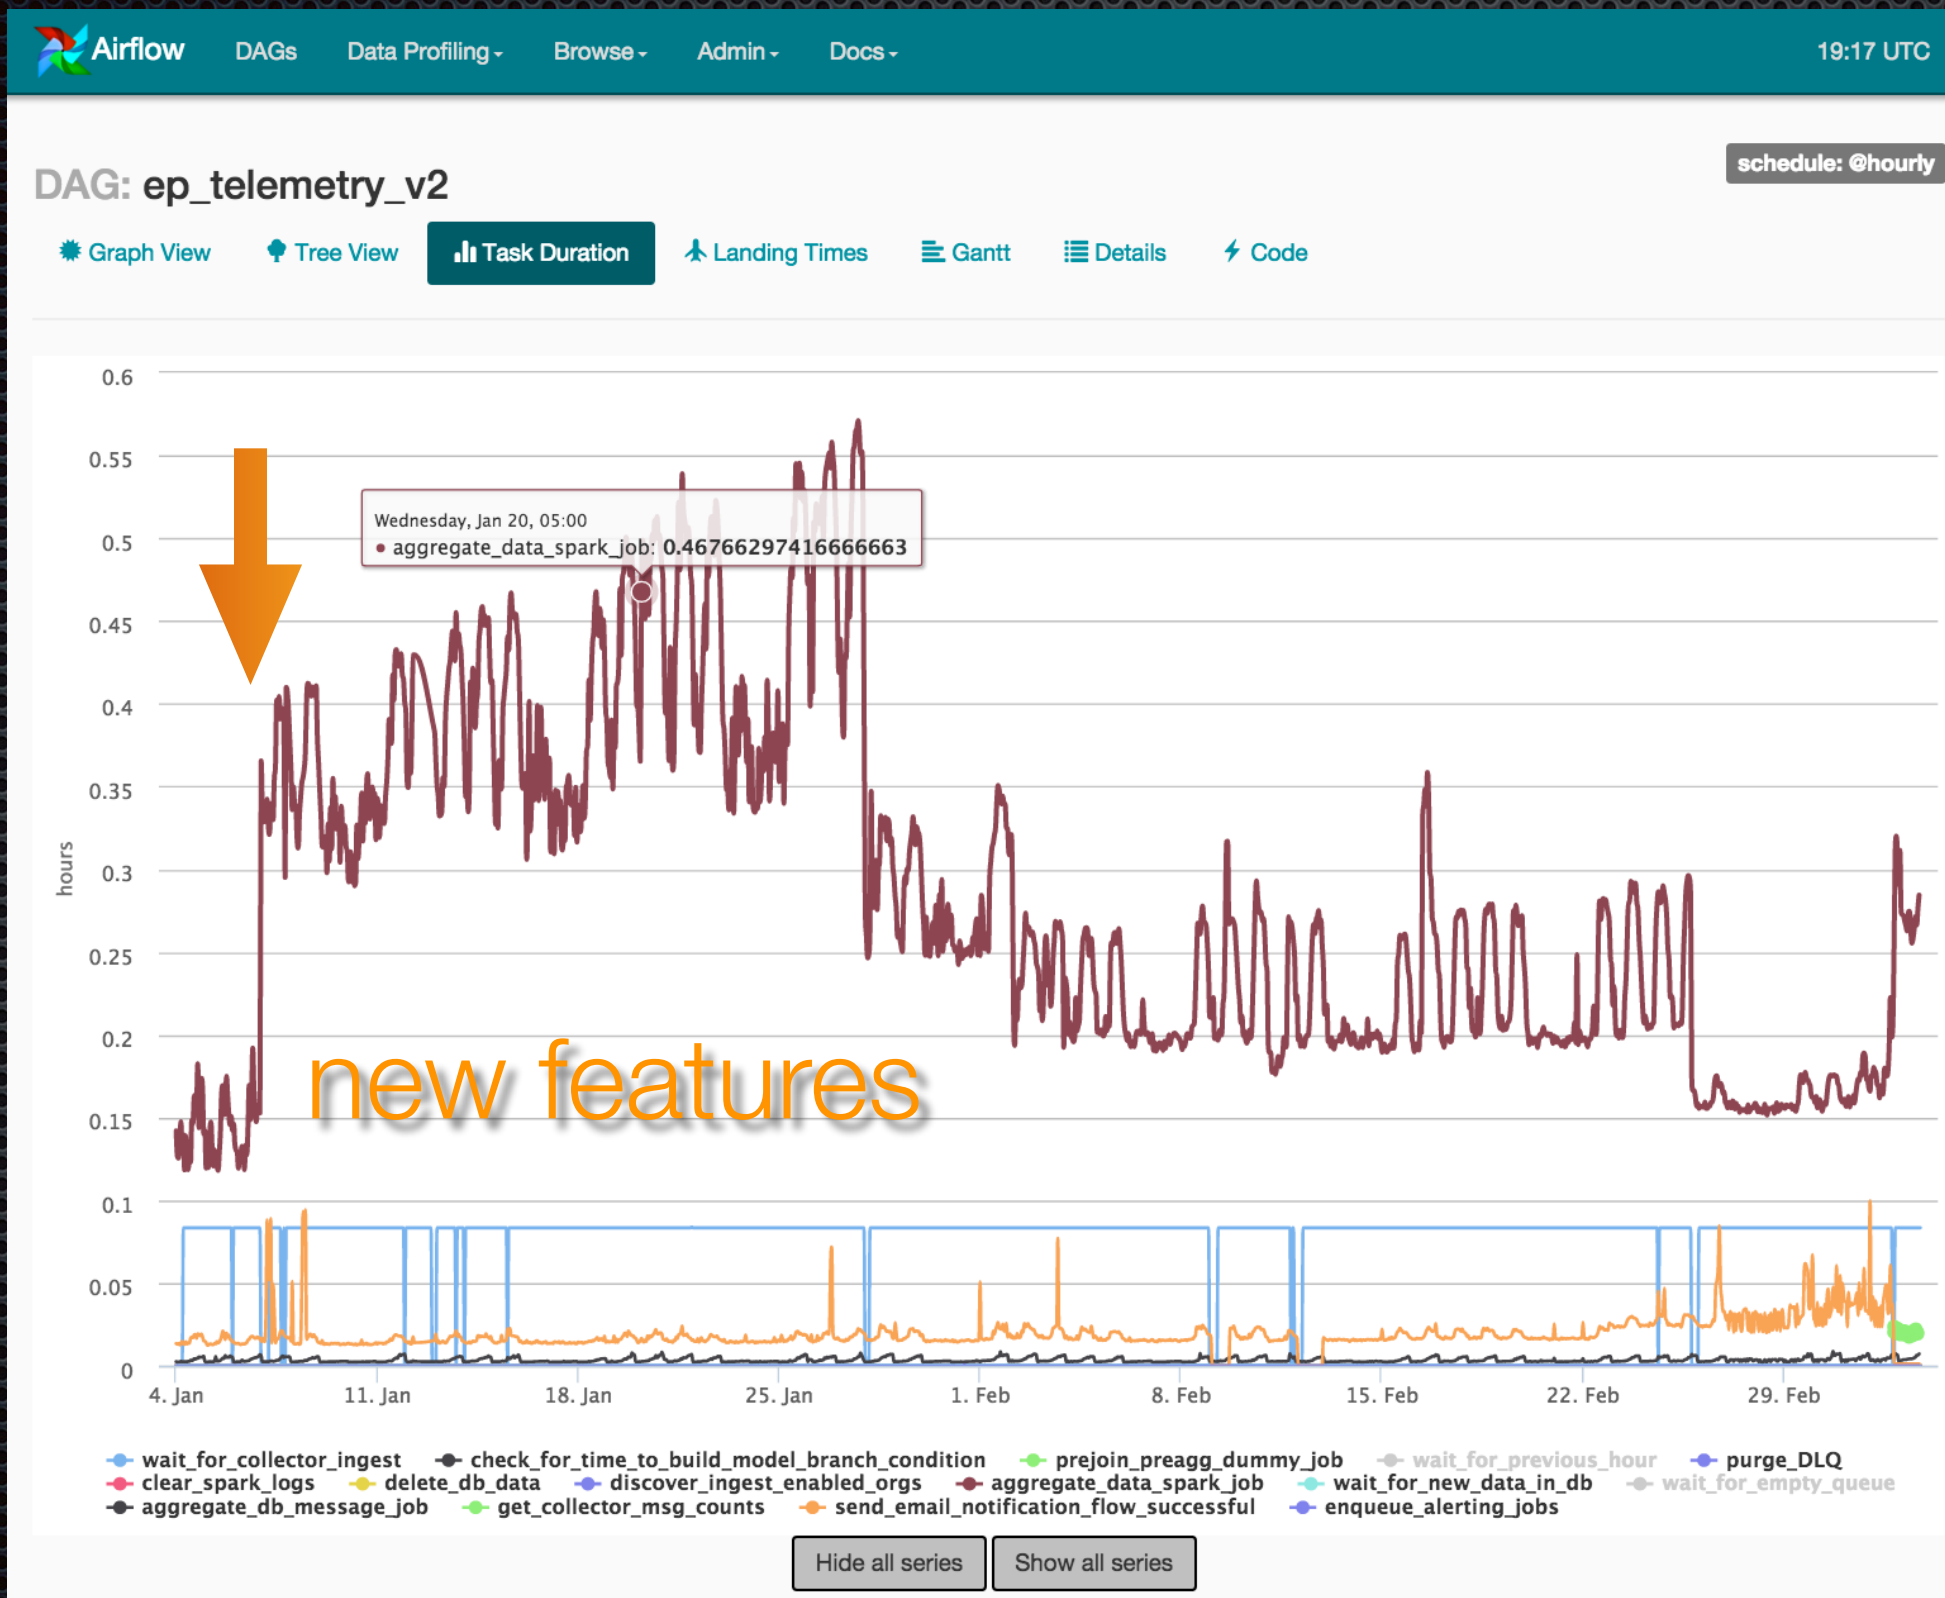 Airflow DAGs Data Profiling Browse Admin Docs 19:17 UTC
schedule: @hourly
DAG: ep_telemetry_v2
Graph View Tree View Task Duration Landing Times Gantt Details Code
0.6
0.55
Wednesday, Jan 20, 05:00
0.5
aggregate_data_spark_job: 0.46766297416666663
0.45
0.4
0.35
hours
0.3
0.25
0.2
new features
0.15
0.1
0.05
0
4. Jan 11. Jan 18. Jan 25. Jan 1. Feb 8. Feb 15. Feb 22. Feb 29. Feb
wait_for_collector_ingest check_for_time_to_build_model_branch_condition prejoin_preagg_dummy_job wait_for_previous_hour purge_DLQ
clear_spark_logs delete_db_data discover_ingest_enabled_orgs aggregate_data_spark_job wait_for_new_data_in_db wait_for_empty_queue
aggregate_db_message_job get_collector_msg_counts send_email_notification_flow_successful enqueue_alerting_jobs
Hide all series Show all series